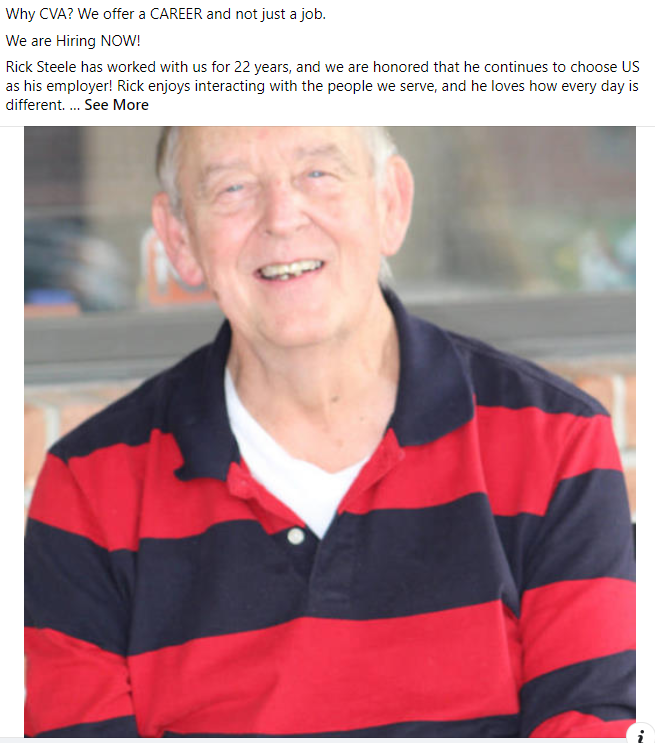 Why CVA? We offer a CAREER and not just a job.
We are Hiring NOW!
Rick Steele has worked with us for 22 years, and we are honored that he continues to choose US
as his employer! Rick enjoys interacting with the people we serve, and he loves how every day is
different. ... See More
i